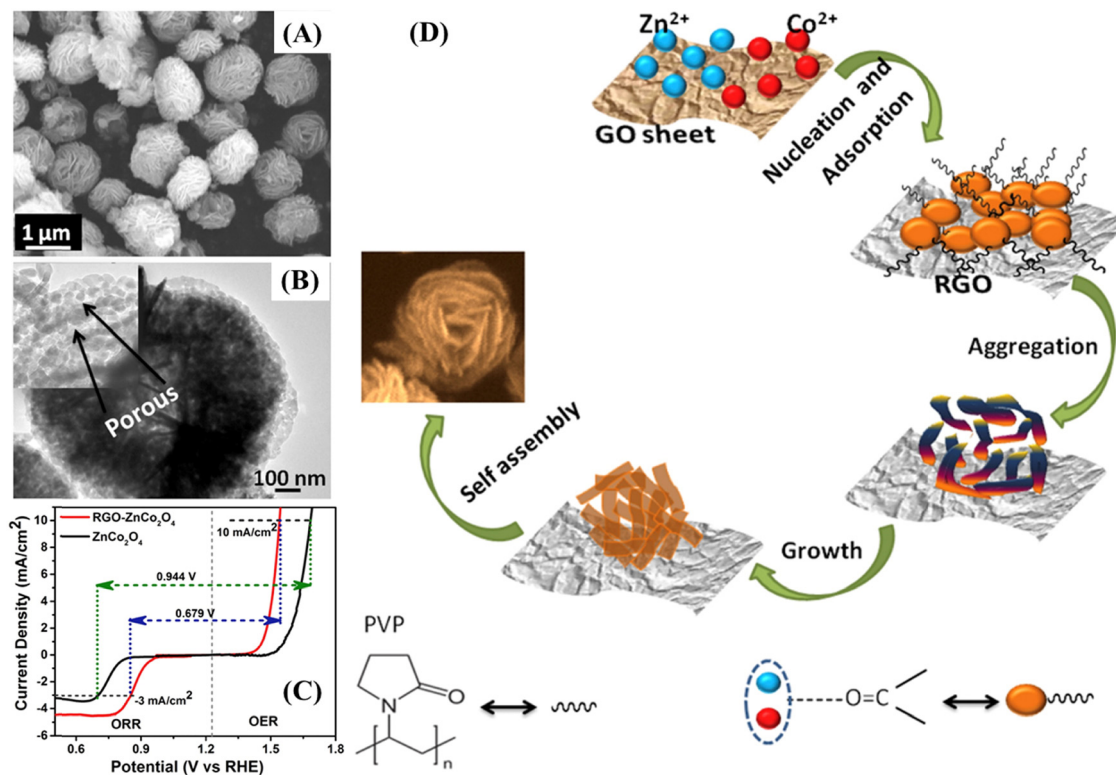 (A)
1 μm
(B)
Porous
100 nm
RGO-ZnCo₂O₄
ZnCo₂O₄
10 mA/cm²
0.944 V
0.679 V
-3 mA/cm²
(C)
ORR
OER
10
8
6
4
2
0
-2
-4
-6
0.6
0.9
1.2
1.5
1.8
Current Density (mA/cm²)
Potential (V vs RHE)
(D)
Zn²⁺
Co²⁺
GO sheet
Nucleation and
Adsorption
RGO
Aggregation
Growth
Self assembly
PVP
N
O
n
O=C